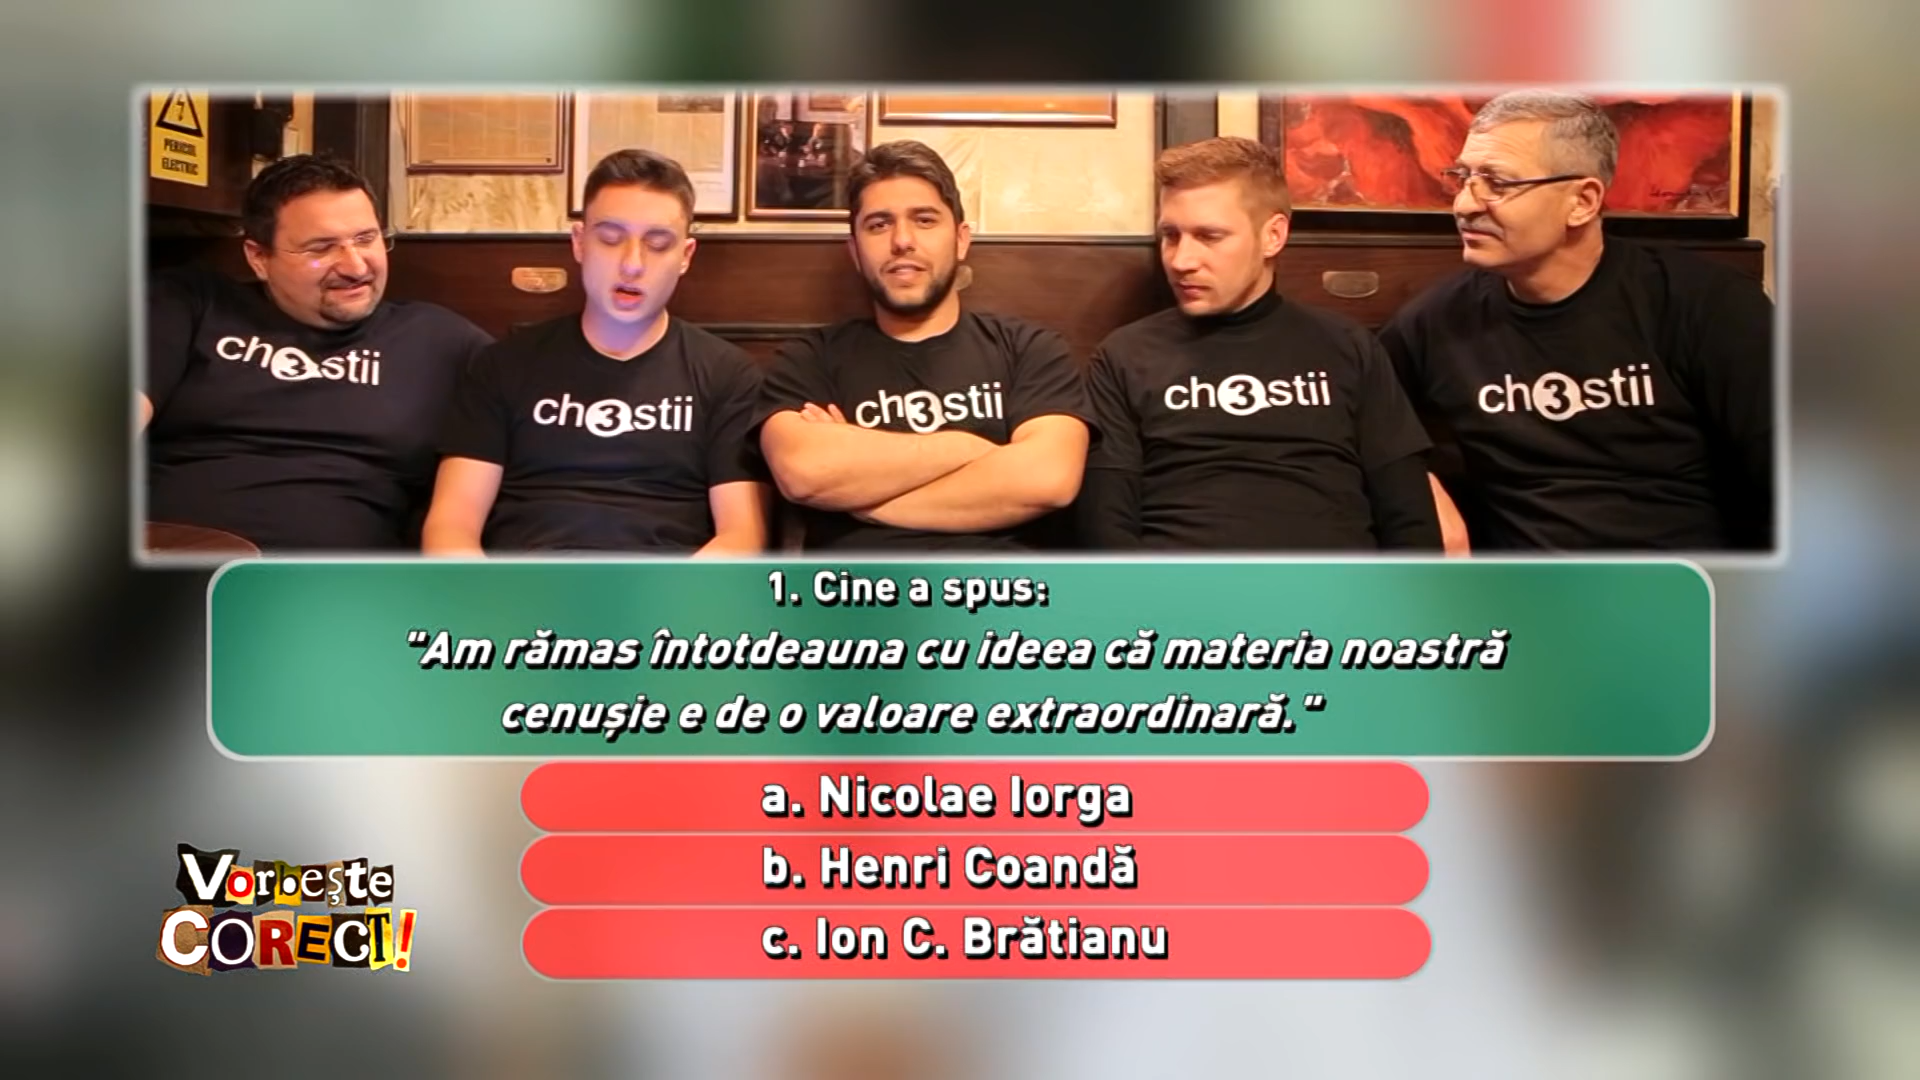 PERICOL
ELECTRIC
ch3stii
ch3stii
ch3stii
ch3stii
ch3stii
1. Cine a spus:
"Am rămas întotdeauna cu ideea că materia noastră
cenușie e de o valoare extraordinară."
a. Nicolae Iorga
b. Henri Coandă
c. Ion C. Brătianu
Vorbește
CORECT!